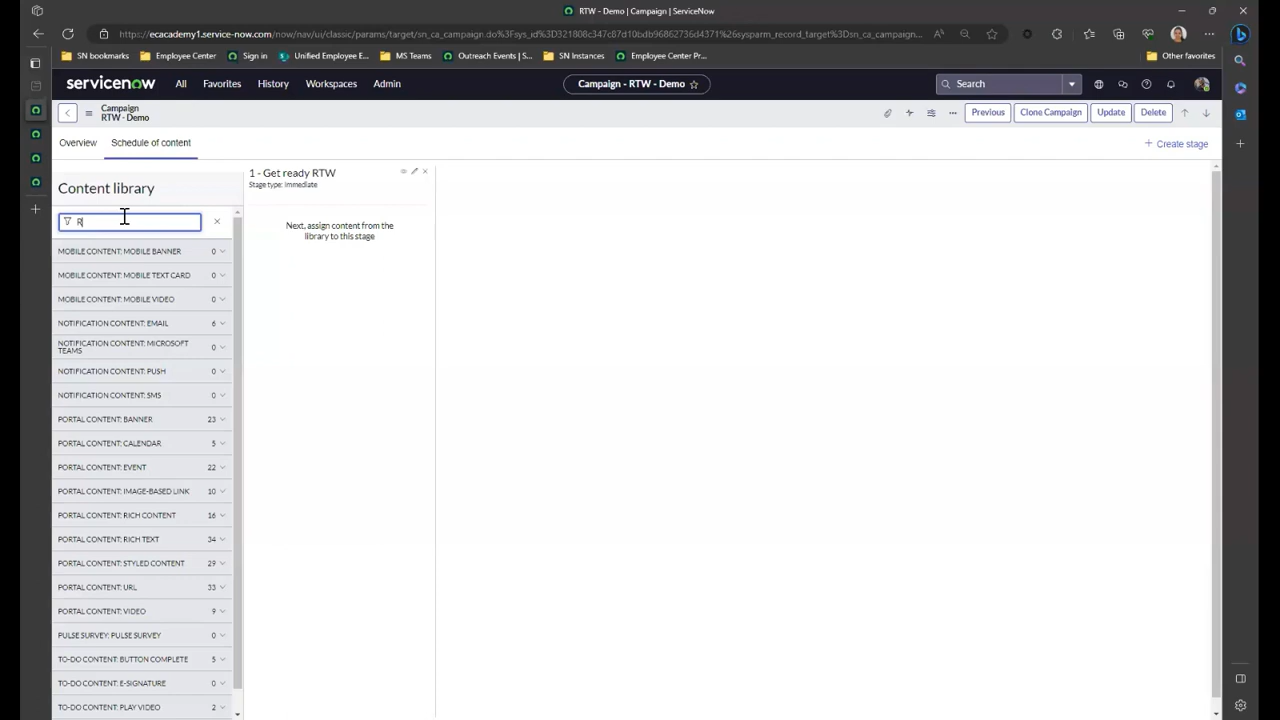 RTW - Demo | Campaign | ServiceNow
https://ecacademy1.service-now.com/now/nav/ui/classic/params/target/sn_ca_campaign.do%3Fsys_id%3D321808c347c87d10bdb96862736d4371%26sysparm_record_target%3Dsn_ca_campaign...
SN bookmarks Employee Center Sign in Unified Employee E... MS Teams Outreach Events | S... SN Instances Employee Center Pr... Other favorites
servicenow All Favorites History Workspaces Admin Campaign - RTW - Demo Search
Campaign
RTW - Demo
Previous Clone Campaign Update Delete
Overview Schedule of content + Create stage
Content library
R
MOBILE CONTENT: MOBILE BANNER 0
MOBILE CONTENT: MOBILE TEXT CARD 0
MOBILE CONTENT: MOBILE VIDEO 0
NOTIFICATION CONTENT: EMAIL 6
NOTIFICATION CONTENT: MICROSOFT
TEAMS 0
NOTIFICATION CONTENT: PUSH 0
NOTIFICATION CONTENT: SMS 0
PORTAL CONTENT: BANNER 23
PORTAL CONTENT: CALENDAR 5
PORTAL CONTENT: EVENT 22
PORTAL CONTENT: IMAGE-BASED LINK 10
PORTAL CONTENT: RICH CONTENT 16
PORTAL CONTENT: RICH TEXT 34
PORTAL CONTENT: STYLED CONTENT 29
PORTAL CONTENT: URL 33
PORTAL CONTENT: VIDEO 9
PULSE SURVEY: PULSE SURVEY 0
TO-DO CONTENT: BUTTON COMPLETE 5
TO-DO CONTENT: E-SIGNATURE 0
TO-DO CONTENT: PLAY VIDEO 2
1 - Get ready RTW
Stage type: immediate
Next, assign content from the
library to this stage